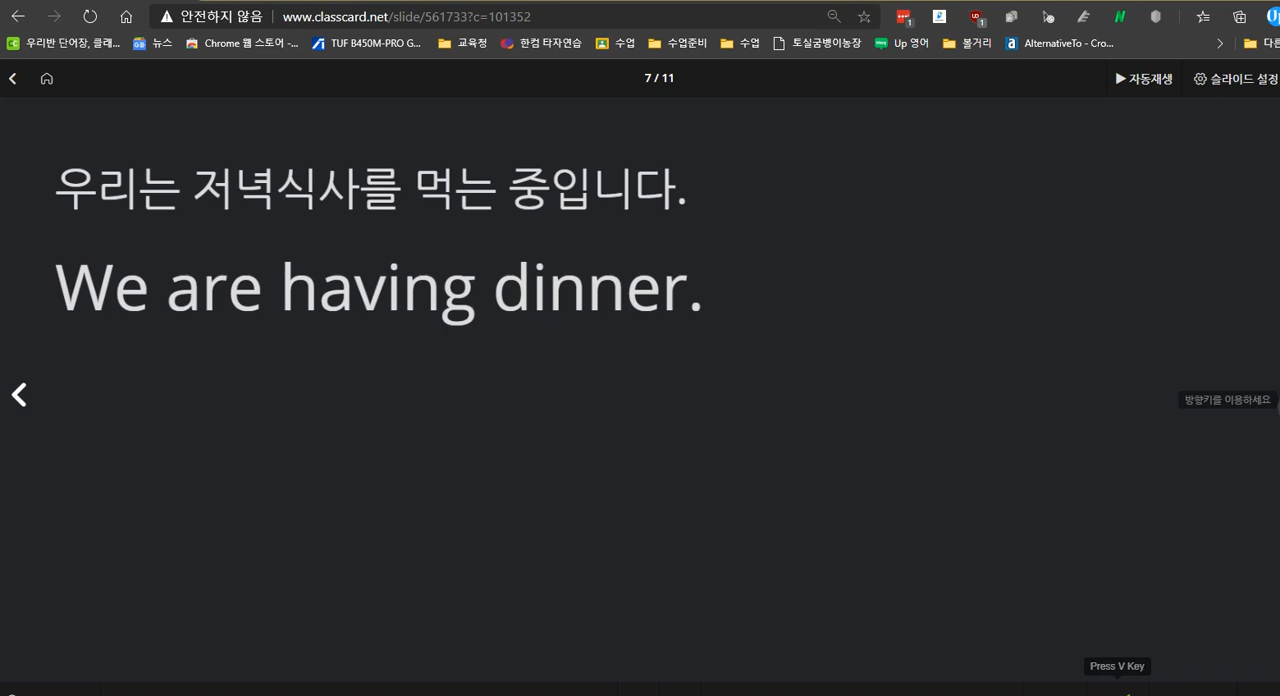 안전하지 않음 www.classcard.net/slide/561733?c=101352
우리반 단어장, 클래... 뉴스 Chrome 웹 스토어 -... TUF B450M-PRO G... 교육청 한컴 타자연습 수업 수업준비 수업 토실굼벵이농장 Up 영어 볼거리 AlternativeTo - Cro... 다른
7 / 11 ▶ 자동재생 슬라이드 설정
우리는 저녁식사를 먹는 중입니다.
We are having dinner.
방향키를 이용하세요
Press V Key